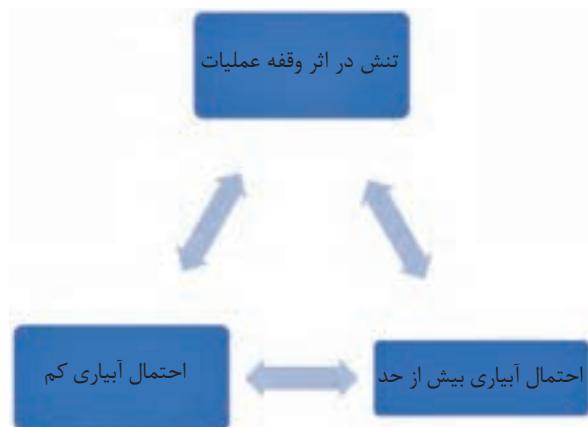 تنش در اثر وقفه عملیات
احتمال آبیاری بیش از حد
احتمال آبیاری کم